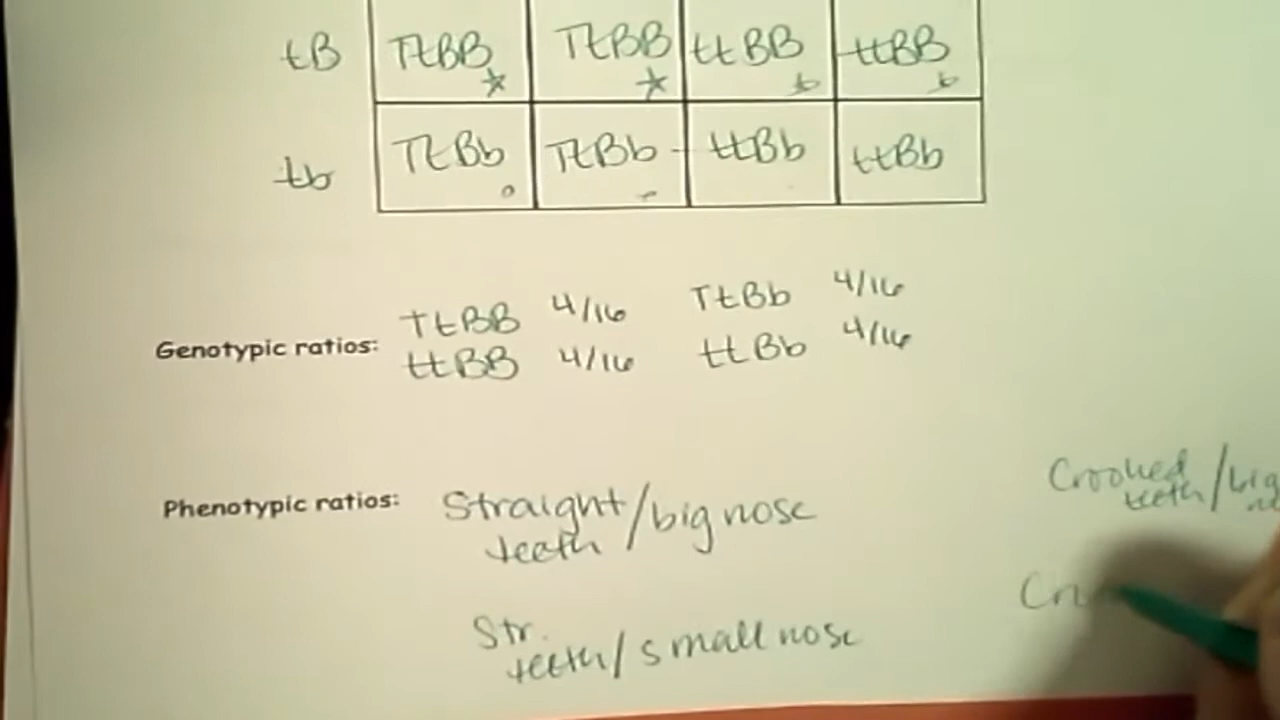 tB TtBB TtBB ttBB ttBB
tb TtBb TtBb ttBb ttBb
Genotypic ratios: TtBB 4/16 TtBb 4/16
ttBB 4/16 ttBb 4/16
Phenotypic ratios: Straight teeth/big nose
Crooked teeth/big
Str. teeth/small nose